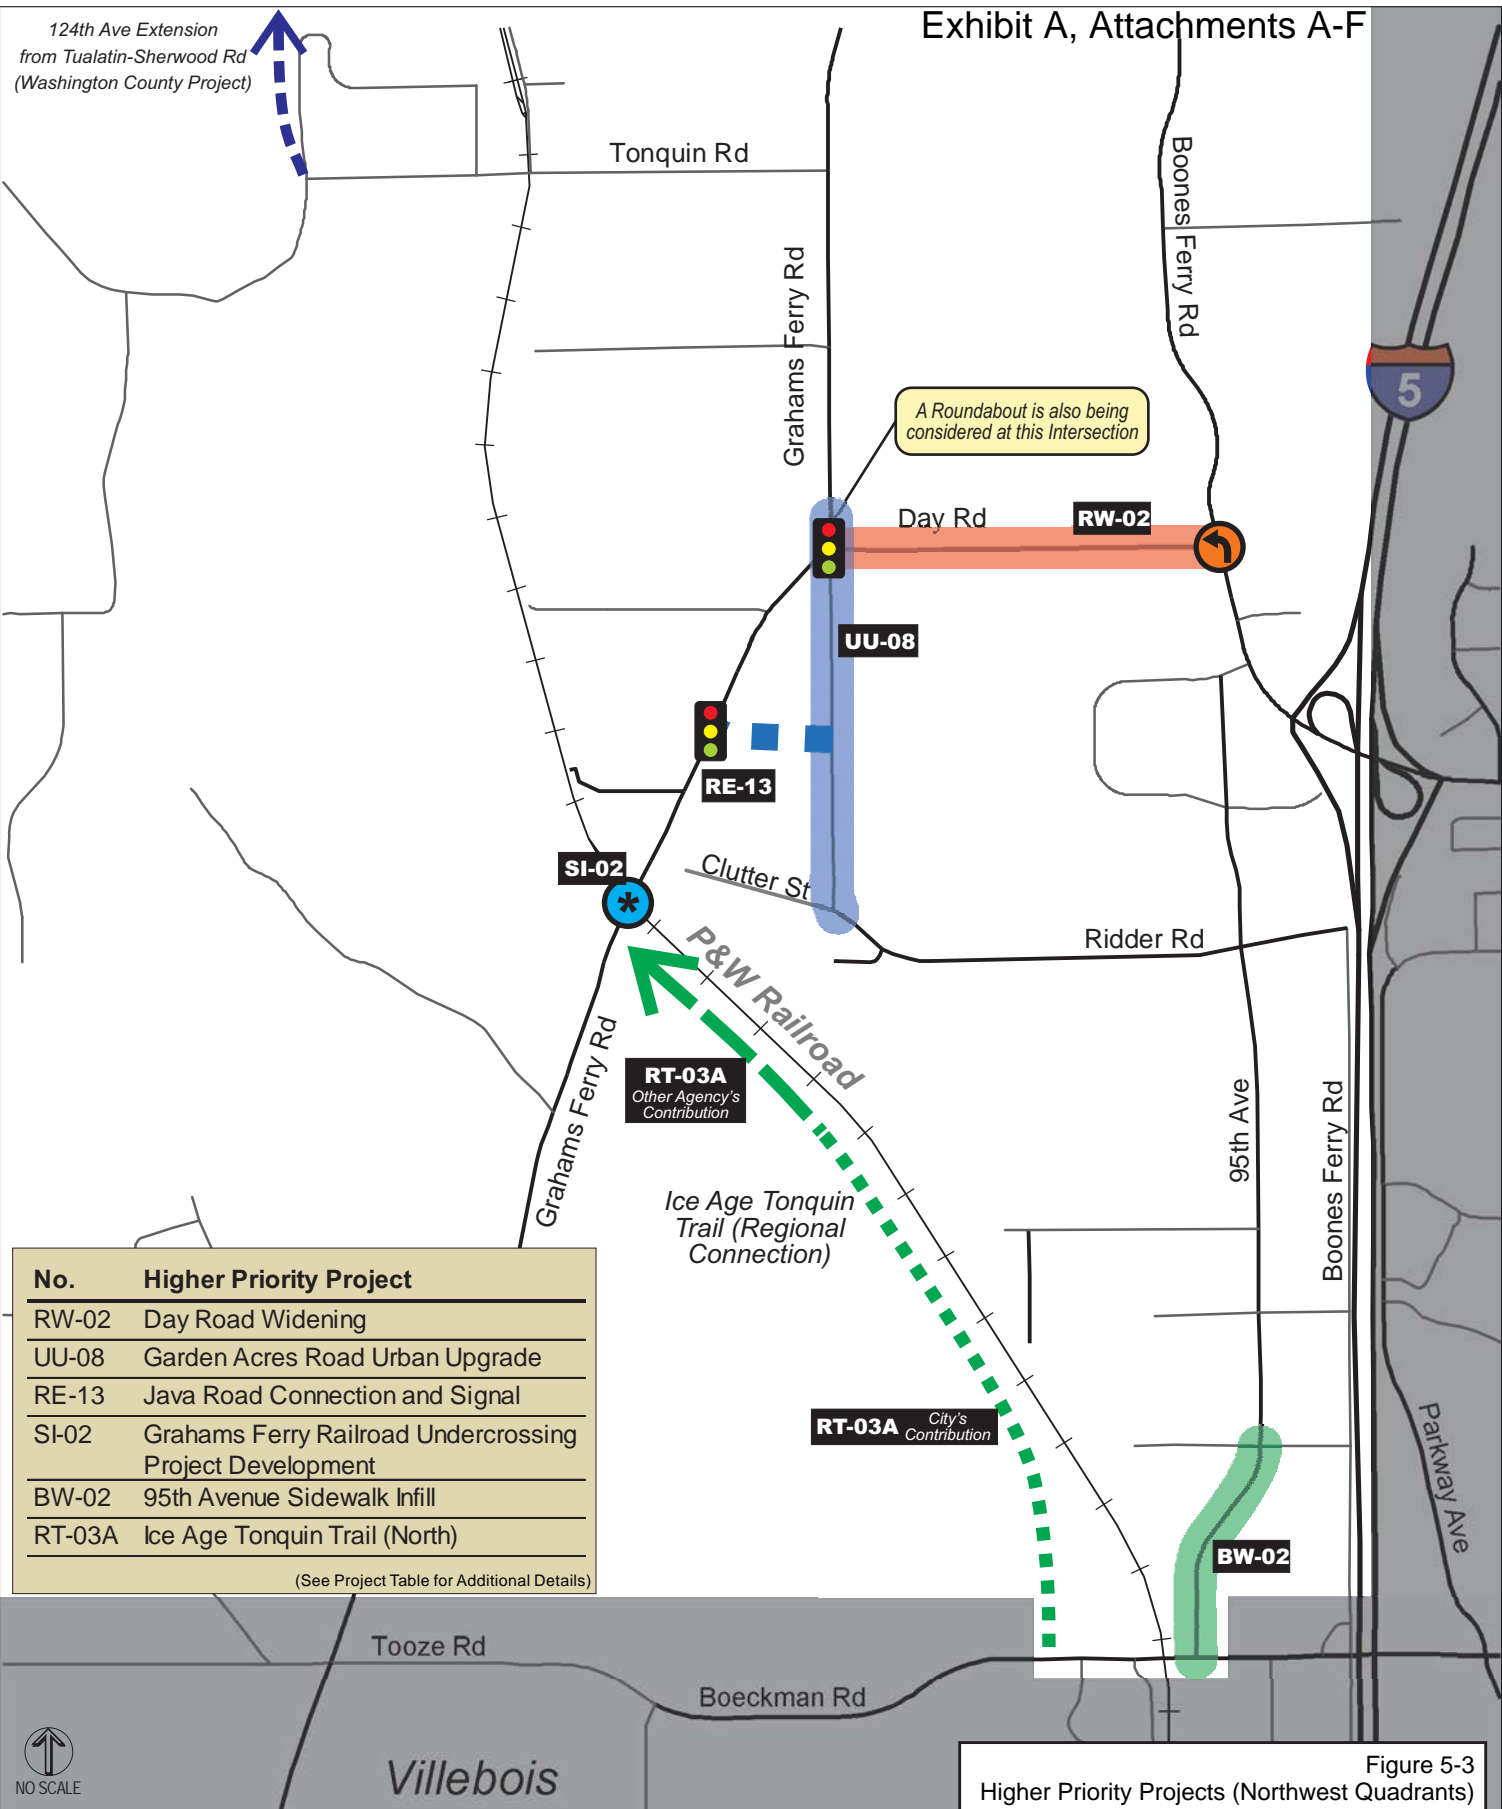 Exhibit A, Attachments A-F
124th Ave Extension
from Tualatin-Sherwood Rd
(Washington County Project)
Tonquin Rd
Boones Ferry Rd
Grahams Ferry Rd
5
A Roundabout is also being
considered at this Intersection
Day Rd
RW-02
UU-08
RE-13
SI-02
*
Clutter St
P&W Railroad
Ridder Rd
Grahams Ferry Rd
RT-03A
Other Agency's
Contribution
95th Ave
Boones Ferry Rd
Ice Age Tonquin
Trail (Regional
Connection)
No. Higher Priority Project
RW-02 Day Road Widening
UU-08 Garden Acres Road Urban Upgrade
RE-13 Java Road Connection and Signal
SI-02 Grahams Ferry Railroad Undercrossing
Project Development
BW-02 95th Avenue Sidewalk Infill
RT-03A Ice Age Tonquin Trail (North)
(See Project Table for Additional Details)
RT-03A City's
Contribution
Parkway Ave
BW-02
Tooze Rd
Boeckman Rd
Villebois
NO SCALE
Figure 5-3
Higher Priority Projects (Northwest Quadrants)